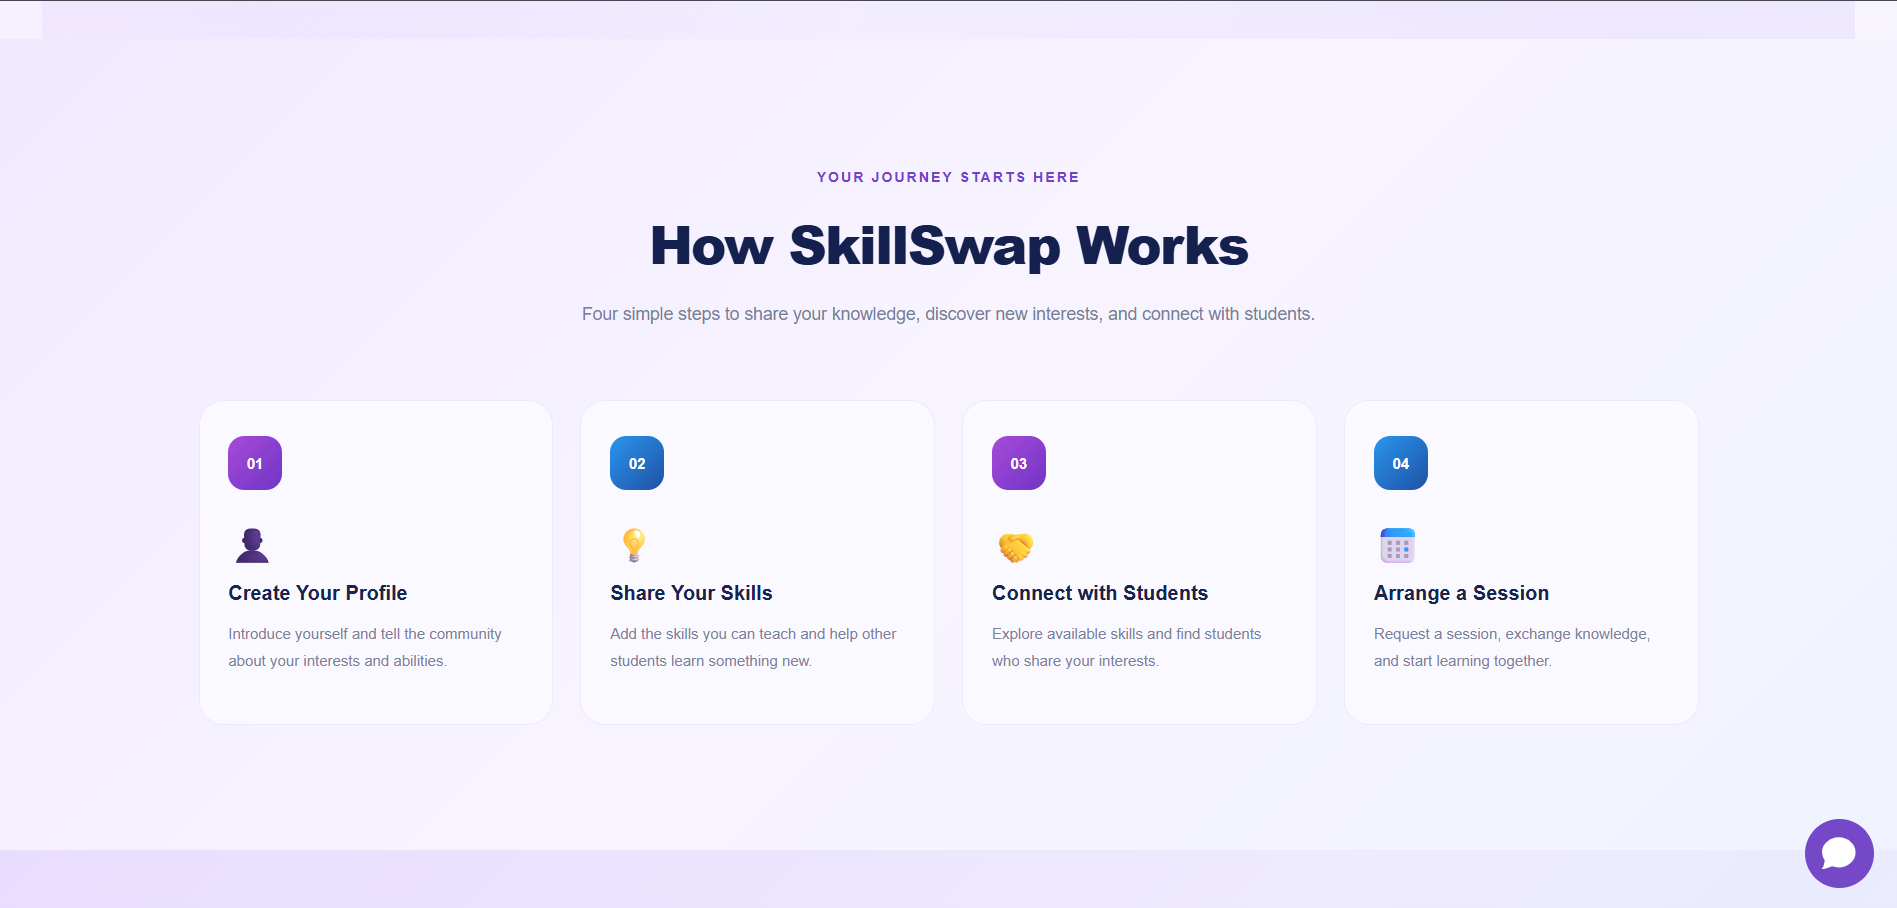 YOUR JOURNEY STARTS HERE
How SkillSwap Works
Four simple steps to share your knowledge, discover new interests, and connect with students.
01
Create Your Profile
Introduce yourself and tell the community
about your interests and abilities.
02
Share Your Skills
Add the skills you can teach and help other
students learn something new.
03
Connect with Students
Explore available skills and find students
who share your interests.
04
Arrange a Session
Request a session, exchange knowledge,
and start learning together.